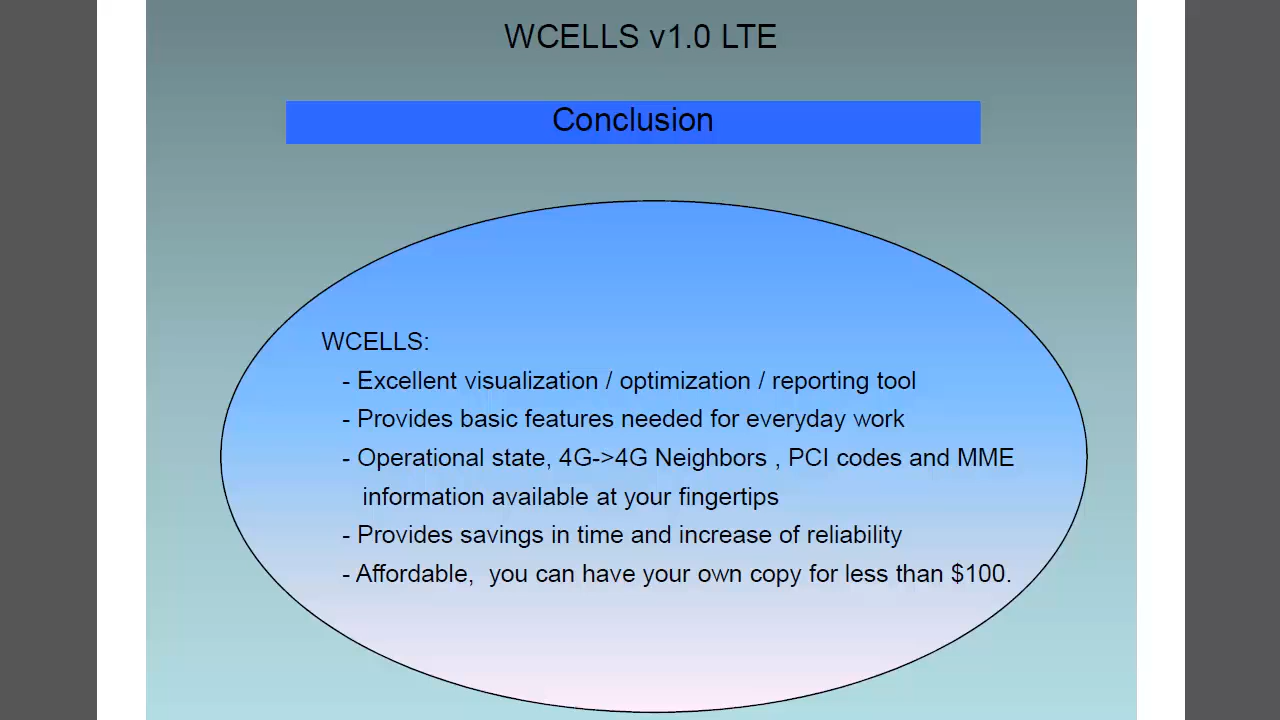 WCELLS v1.0 LTE
Conclusion
WCELLS:
- Excellent visualization / optimization / reporting tool
- Provides basic features needed for everyday work
- Operational state, 4G->4G Neighbors , PCI codes and MME
information available at your fingertips
- Provides savings in time and increase of reliability
- Affordable,  you can have your own copy for less than $100.